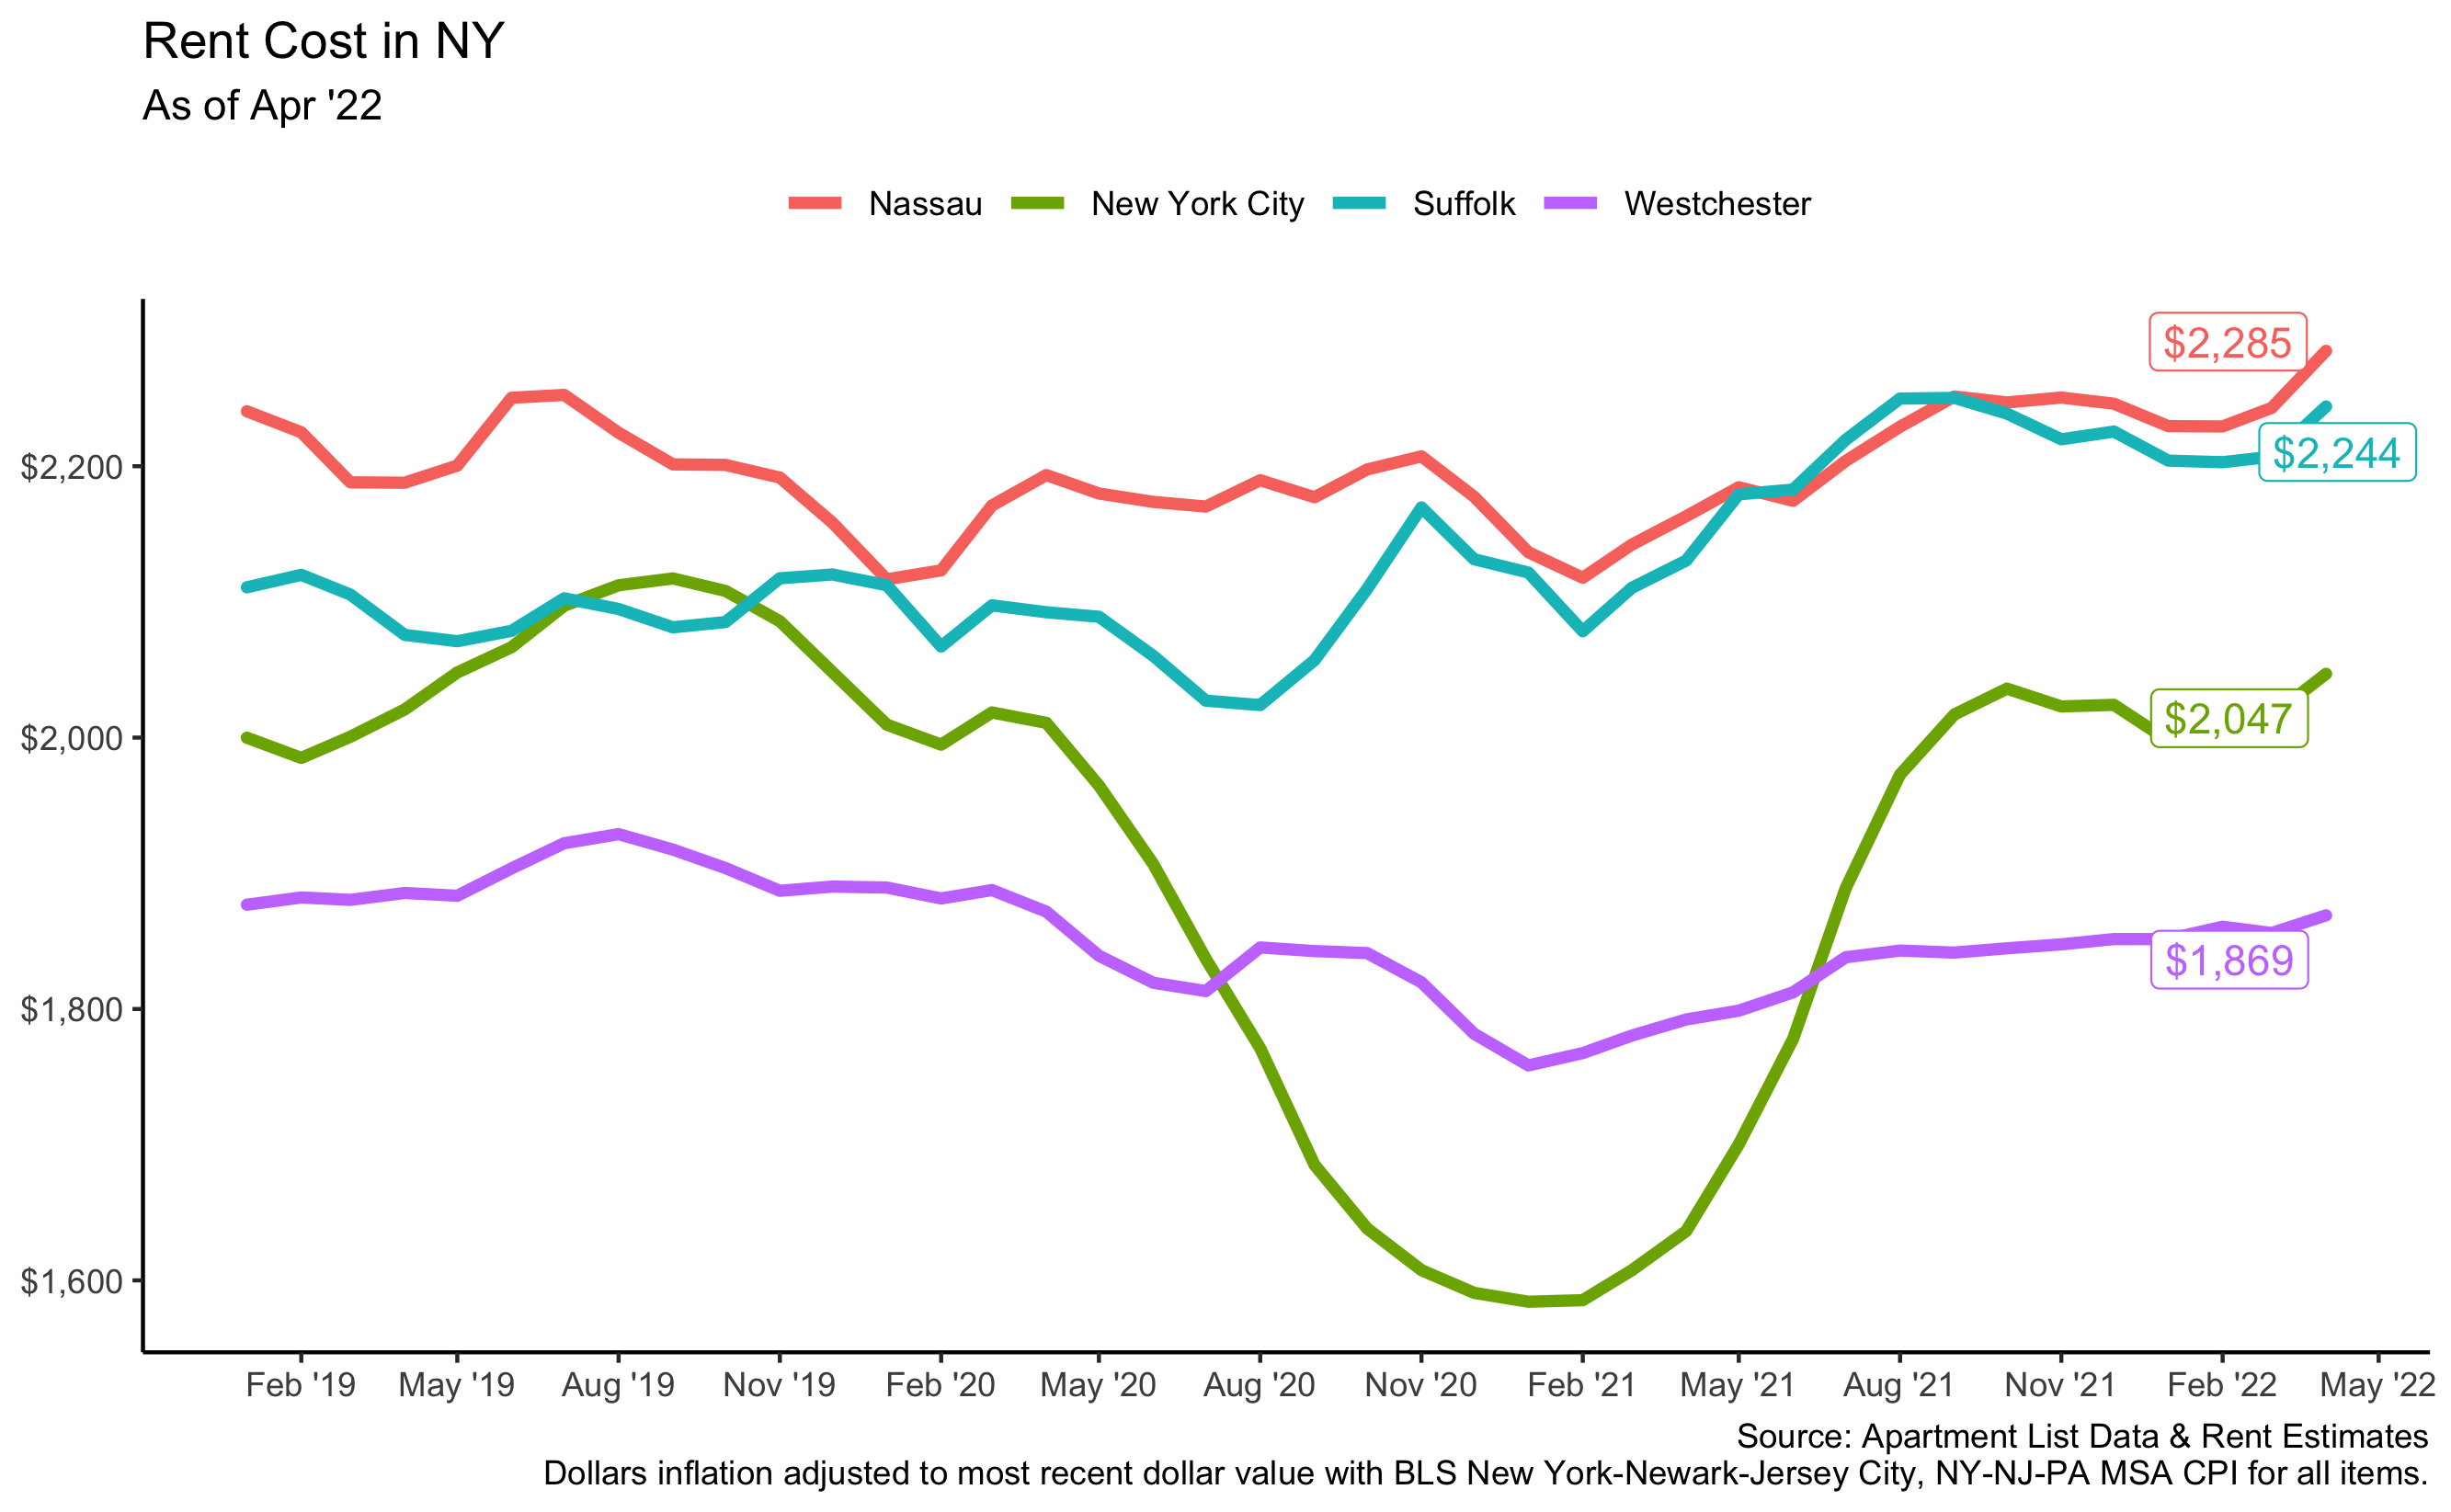 Rent Cost in NY
As of Apr '22
Nassau New York City Suffolk Westchester
$2,285
$2,244
$2,200
$2,047
$2,000
$1,869
$1,800
$1,600
Feb '19 May '19 Aug '19 Nov '19 Feb '20 May '20 Aug '20 Nov '20 Feb '21 May '21 Aug '21 Nov '21 Feb '22 May '22
Source: Apartment List Data & Rent Estimates
Dollars inflation adjusted to most recent dollar value with BLS New York-Newark-Jersey City, NY-NJ-PA MSA CPI for all items.